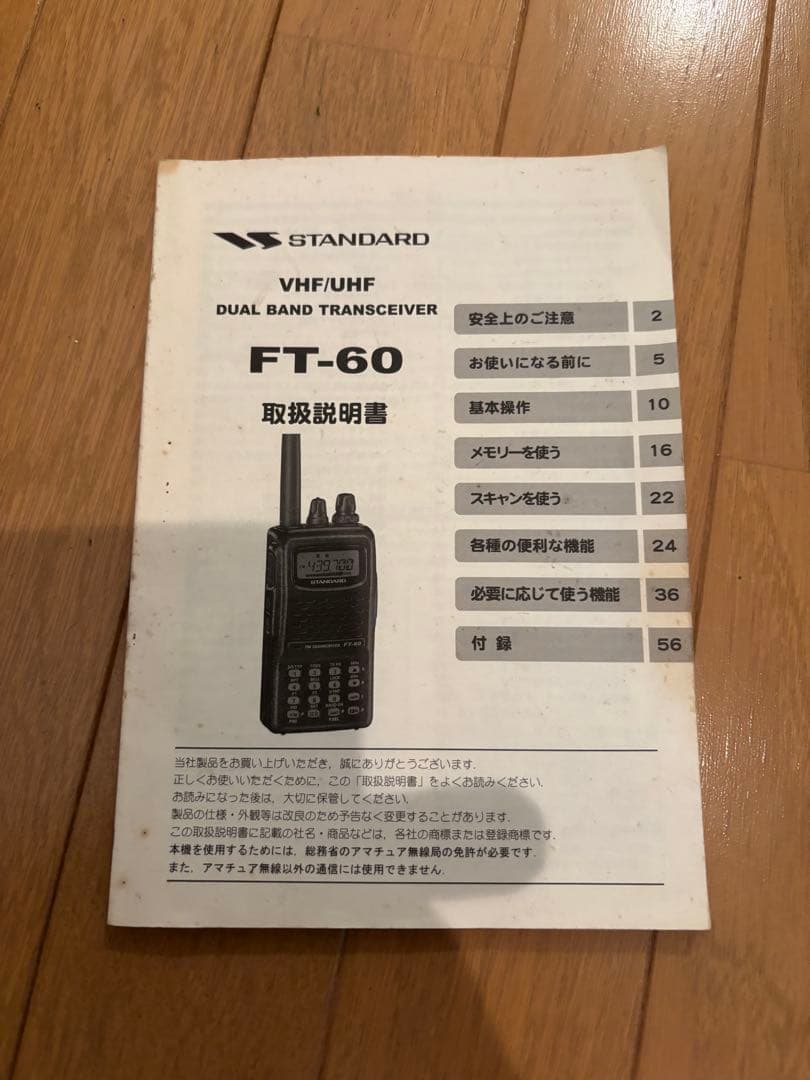 STANDARD
VHF/UHF
DUAL BAND TRANSCEIVER
FT-60
取扱説明書
安全上のご注意 2
お使いになる前に 5
基本操作 10
メモリーを使う 16
スキャンを使う 22
各種の便利な機能 24
必要に応じて使う機能 36
付録 56
439.700
STANDARD
FM TRANSCEIVER FT-60
当社製品をお買い上げいただき，誠にありがとうございます．
正しくお使いいただくために，この「取扱説明書」をよくお読みください．
お読みになった後は，大切に保管してください．
製品の仕様・外観等は改良のため予告なく変更することがあります．
この取扱説明書に記載の社名・商品名などは，各社の商標または登録商標です．
本機を使用するためには，総務省のアマチュア無線局の免許が必要です．
また，アマチュア無線以外の通信には使用できません．